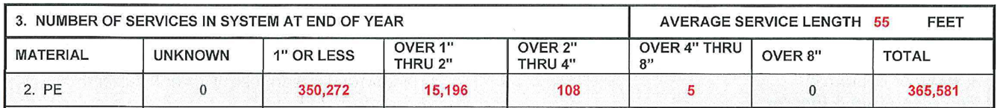 3. NUMBER OF SERVICES IN SYSTEM AT END OF YEAR AVERAGE SERVICE LENGTH 55 FEET
MATERIAL UNKNOWN 1" OR LESS OVER 1" THRU 2" OVER 2" THRU 4" OVER 4" THRU 8” OVER 8" TOTAL
2. PE 0 350,272 15,196 108 5 0 365,581